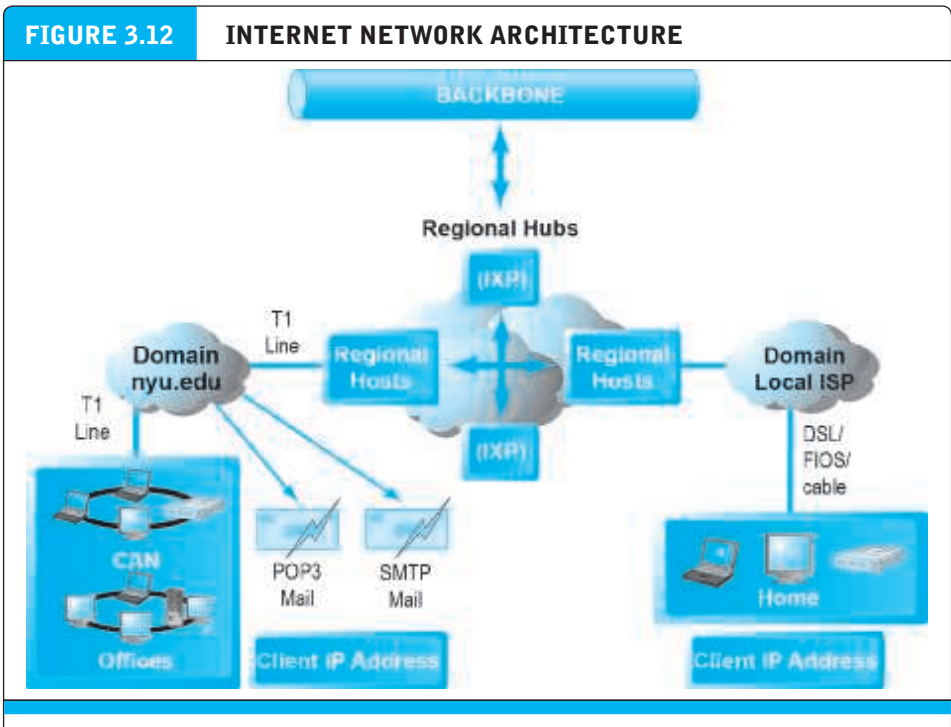 FIGURE 3.12 INTERNET NETWORK ARCHITECTURE
BACKBONE
Regional Hubs
(IXP)
T1
Line
Regional
Hosts
Regional
Hosts
Domain
nyu.edu
Domain
Local ISP
T1
Line
(IXP)
DSL/
FIOS/
cable
CAN
Offices
POP3
Mail
SMTP
Mail
Home
Client IP Address
Client IP Address